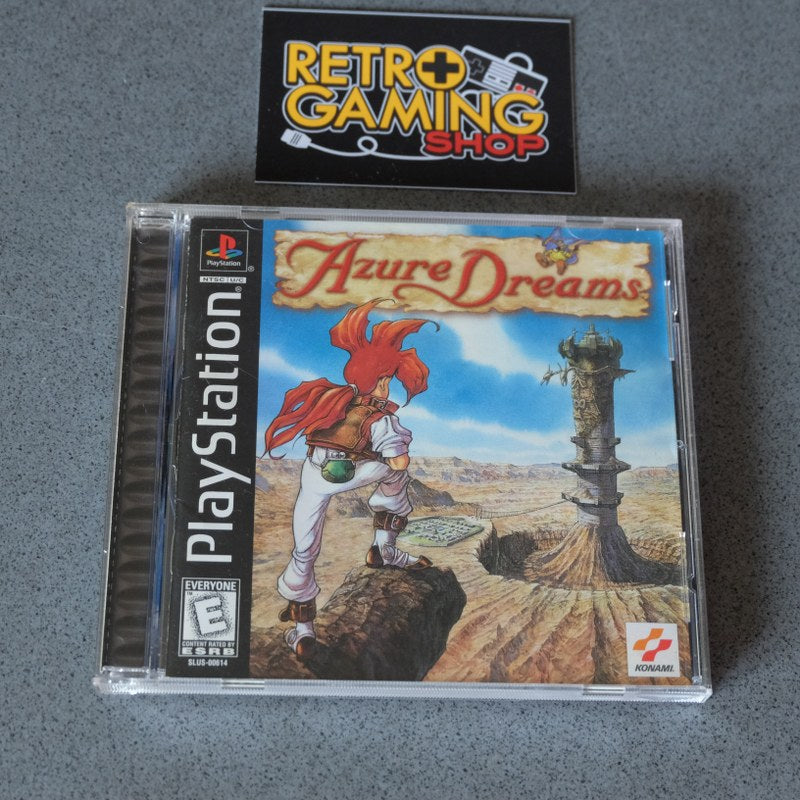 RETRO
GAMING
SHOP
PlayStation
®
NTSC U/C
PlayStation®
Azure Dreams
EVERYONE
E
CONTENT RATED BY
ESRB
SLUS-00614
KONAMI